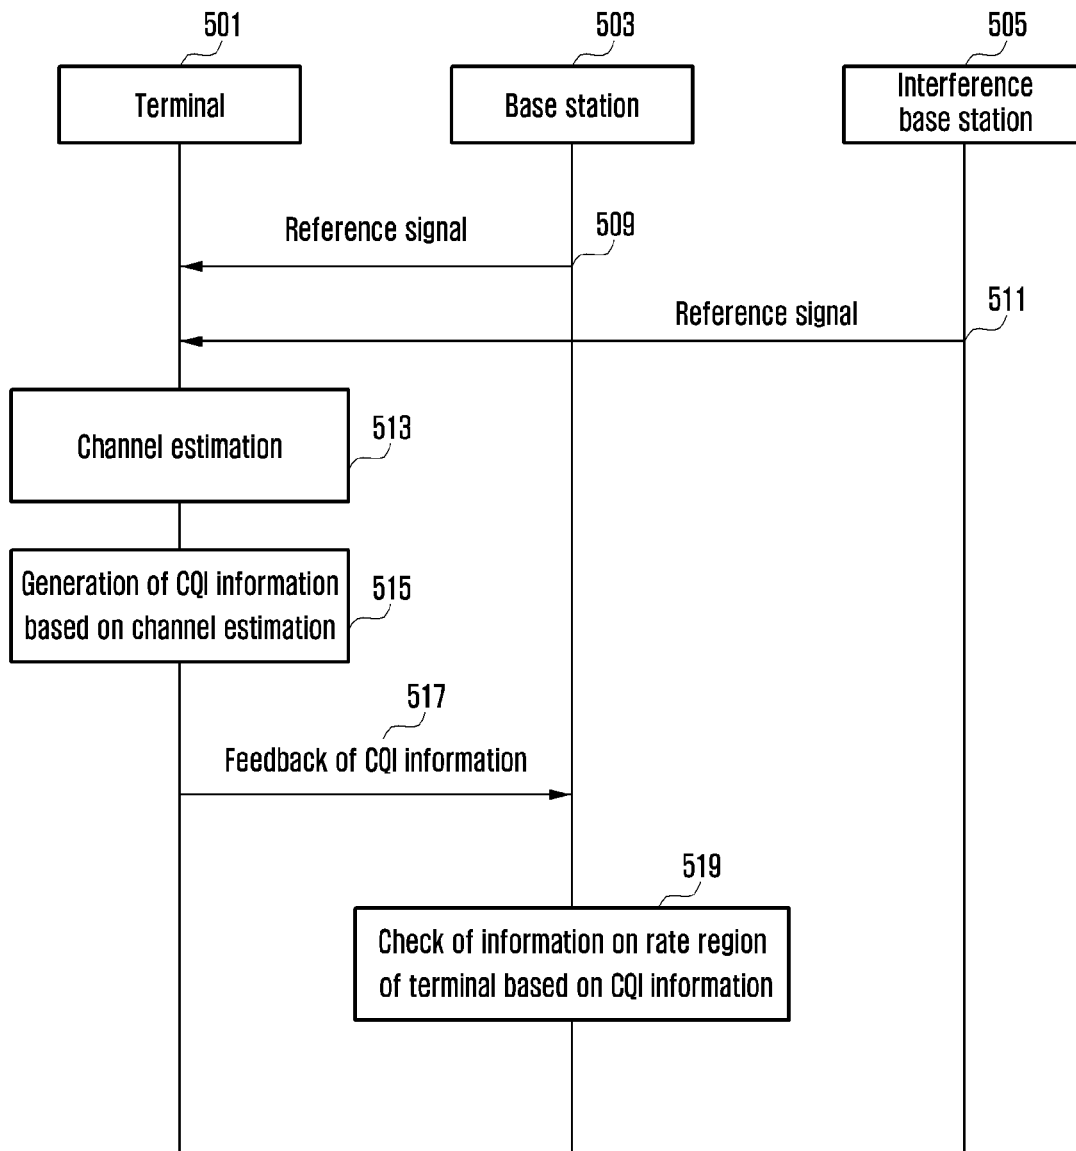 501
503
505
Terminal
Base station
Interference
base station
Reference signal
509
Reference signal
511
Channel estimation
513
Generation of CQI information
based on channel estimation
515
517
Feedback of CQI information
519
Check of information on rate region
of terminal based on CQI information